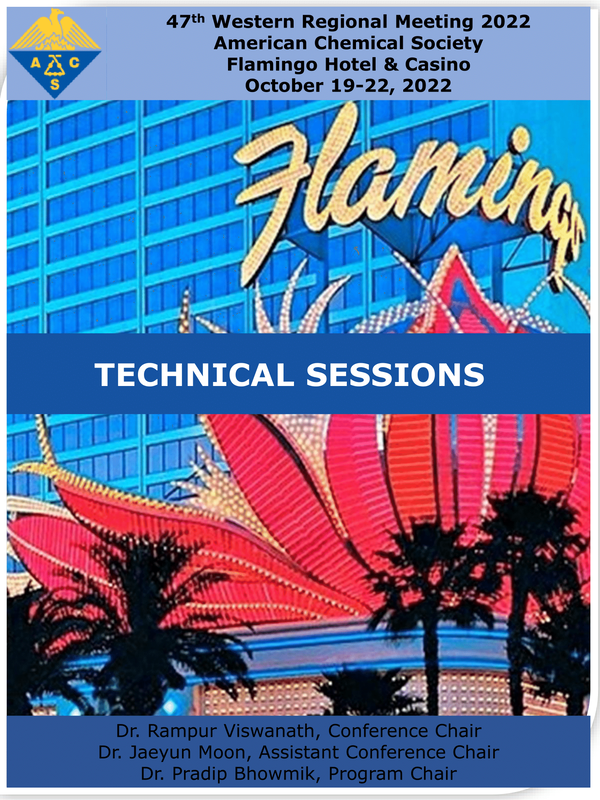 47th Western Regional Meeting 2022
American Chemical Society
Flamingo Hotel & Casino
October 19-22, 2022
A C
S
Flamingo
TECHNICAL SESSIONS
Dr. Rampur Viswanath, Conference Chair
Dr. Jaeyun Moon, Assistant Conference Chair
Dr. Pradip Bhowmik, Program Chair